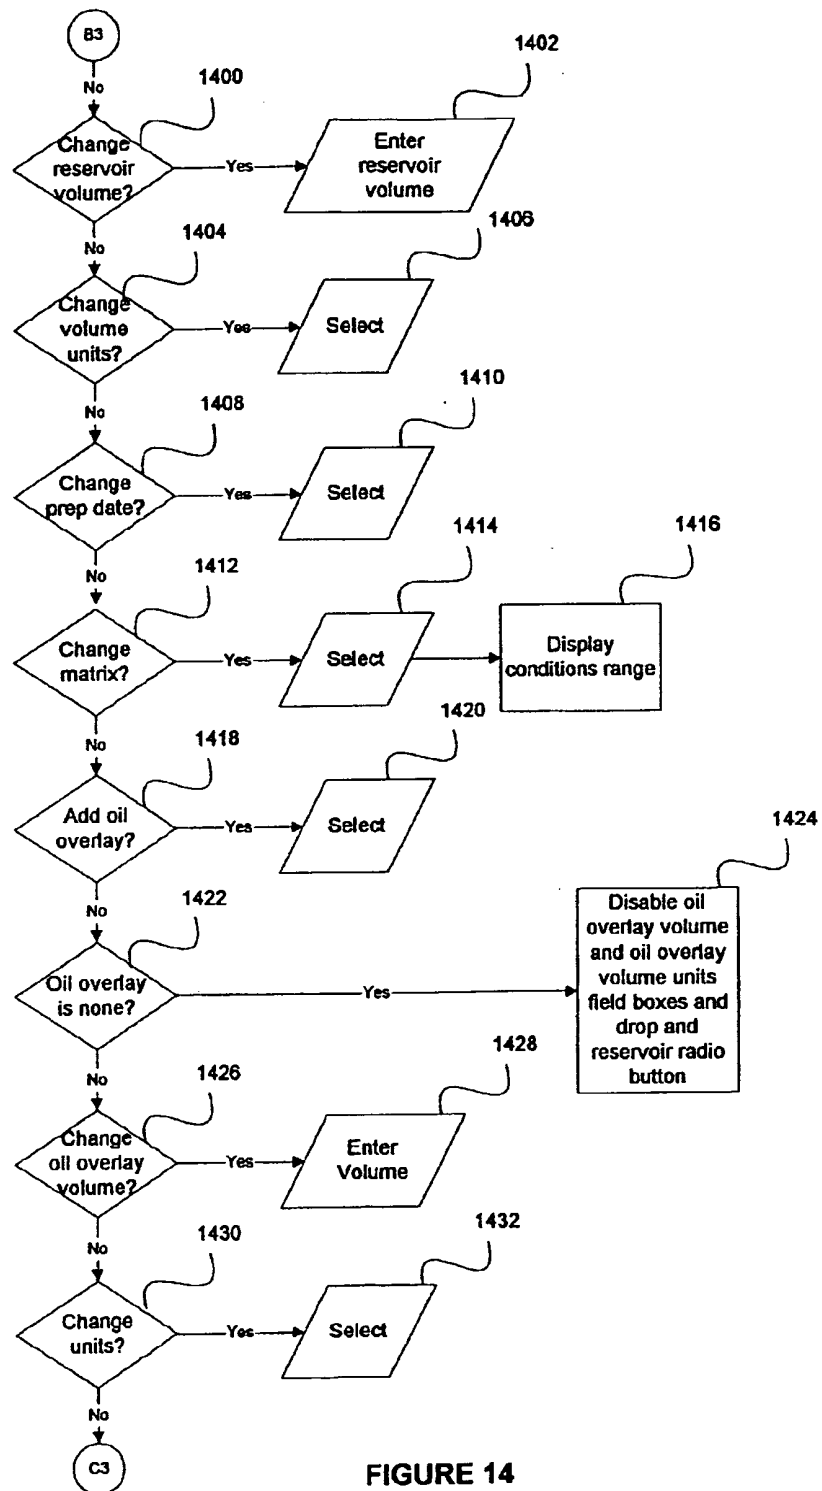 B3
No
1400
Change
reservoir
volume?
Yes
1402
Enter
reservoir
volume
No
1404
Change
volume
units?
Yes
1406
Select
No
1408
Change
prep date?
Yes
1410
Select
No
1412
Change
matrix?
Yes
1414
Select
1416
Display
conditions range
No
1418
Add oil
overlay?
Yes
1420
Select
No
1422
Oil overlay
is none?
Yes
1424
Disable oil
overlay volume
and oil overlay
volume units
field boxes and
drop and
reservoir radio
button
No
1426
Change
oil overlay
volume?
Yes
1428
Enter
Volume
No
1430
Change
units?
Yes
1432
Select
No
C3
FIGURE 14